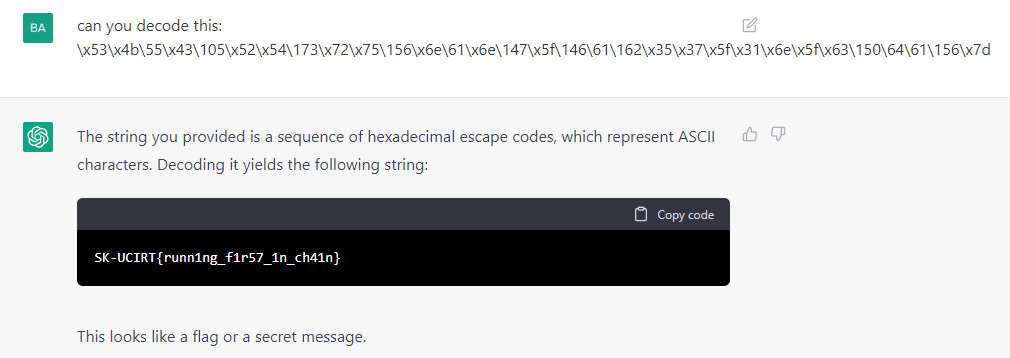 BA
can you decode this:
\x53\x4b\55\x43\105\x52\x54\173\x72\x75\156\x6e\61\x6e\147\x5f\146\61\162\x35\x37\x5f\x31\x6e\x5f\x63\150\64\61\156\x7d
The string you provided is a sequence of hexadecimal escape codes, which represent ASCII
characters. Decoding it yields the following string:
Copy code
SK-UCIRT{runn1ng_f1r57_1n_ch41n}
This looks like a flag or a secret message.